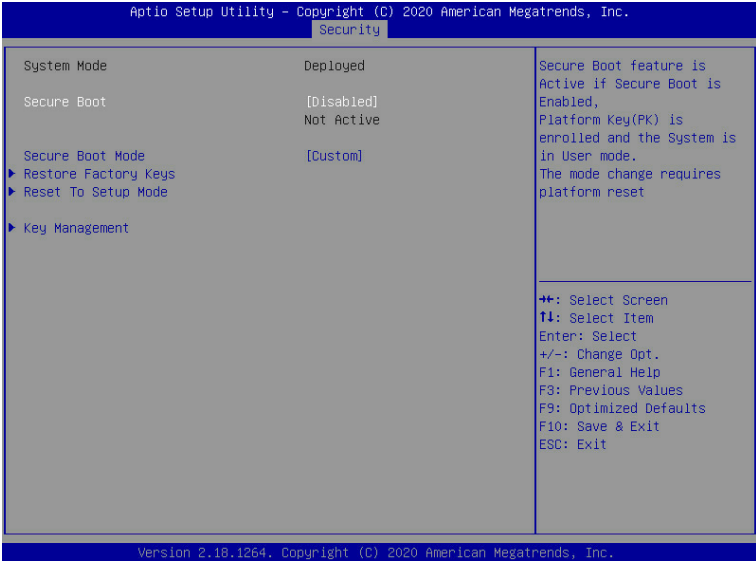 Aptio Setup Utility – Copyright (C) 2020 American Megatrends, Inc.
Security
System Mode Deployed
Secure Boot [Disabled]
Not Active
Secure Boot Mode [Custom]
Restore Factory Keys
Reset To Setup Mode
Key Management
Secure Boot feature is
Active if Secure Boot is
Enabled,
Platform Key(PK) is
enrolled and the System is
in User mode.
The mode change requires
platform reset
→←: Select Screen
↑↓: Select Item
Enter: Select
+/-: Change Opt.
F1: General Help
F3: Previous Values
F9: Optimized Defaults
F10: Save & Exit
ESC: Exit
Version 2.18.1264. Copyright (C) 2020 American Megatrends, Inc.